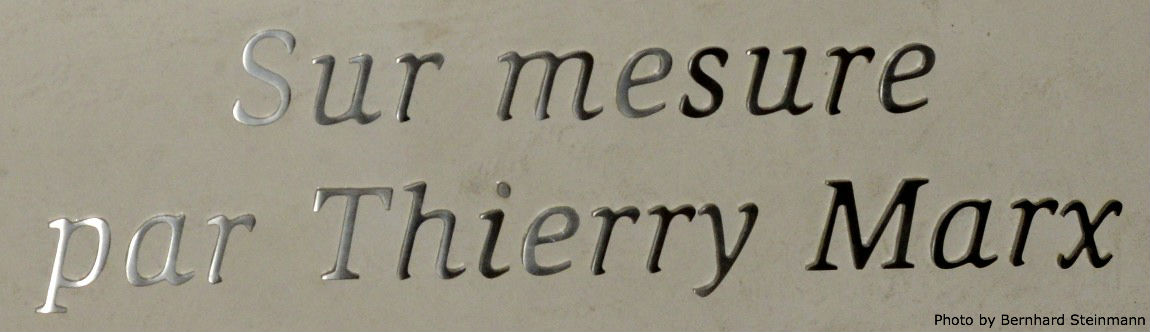 Sur mesure
par Thierry Marx
Photo by Bernhard Steinmann